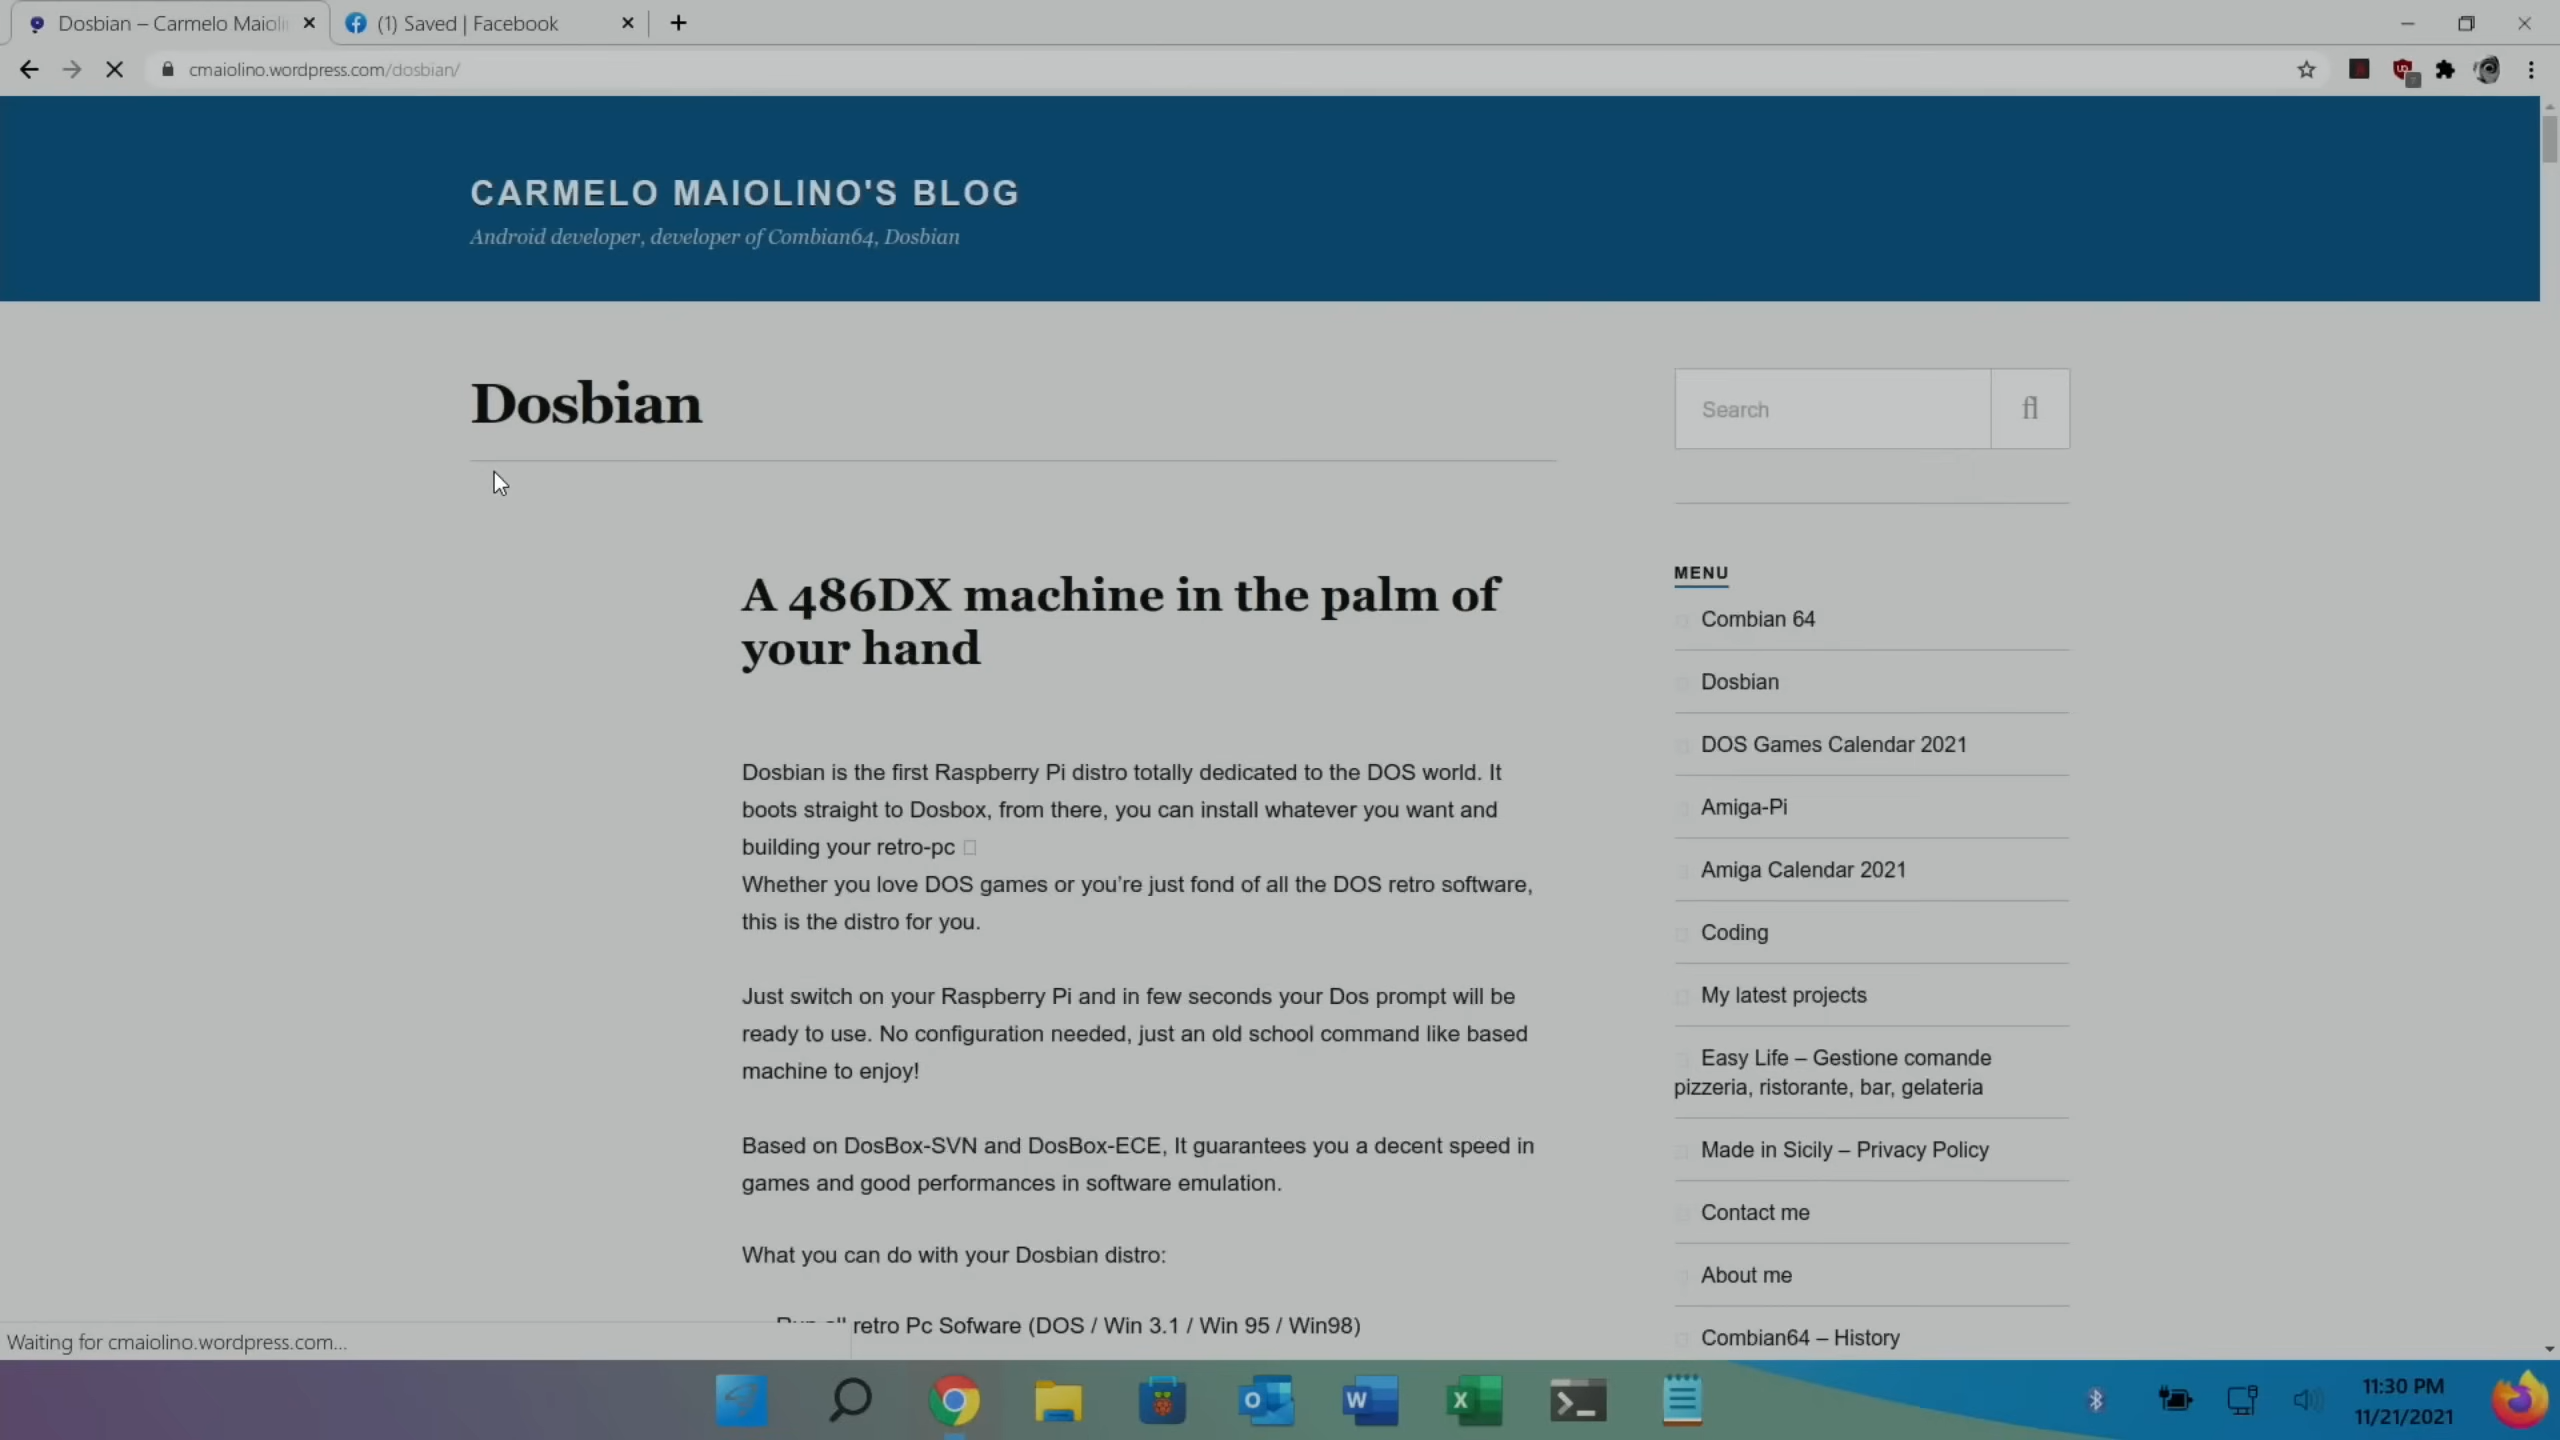 Dosbian – Carmelo Maioli
(1) Saved | Facebook
cmaiolino.wordpress.com/dosbian/
CARMELO MAIOLINO'S BLOG
Android developer, developer of Combian64, Dosbian
Dosbian
Search
A 486DX machine in the palm of
your hand
Dosbian is the first Raspberry Pi distro totally dedicated to the DOS world. It
boots straight to Dosbox, from there, you can install whatever you want and
building your retro-pc
Whether you love DOS games or you’re just fond of all the DOS retro software,
this is the distro for you.
Just switch on your Raspberry Pi and in few seconds your Dos prompt will be
ready to use. No configuration needed, just an old school command like based
machine to enjoy!
Based on DosBox-SVN and DosBox-ECE, It guarantees you a decent speed in
games and good performances in software emulation.
What you can do with your Dosbian distro:
Run all retro Pc Sofware (DOS / Win 3.1 / Win 95 / Win98)
MENU
Combian 64
Dosbian
DOS Games Calendar 2021
Amiga-Pi
Amiga Calendar 2021
Coding
My latest projects
Easy Life – Gestione comande
pizzeria, ristorante, bar, gelateria
Made in Sicily – Privacy Policy
Contact me
About me
Combian64 – History
Waiting for cmaiolino.wordpress.com...
11:30 PM
11/21/2021